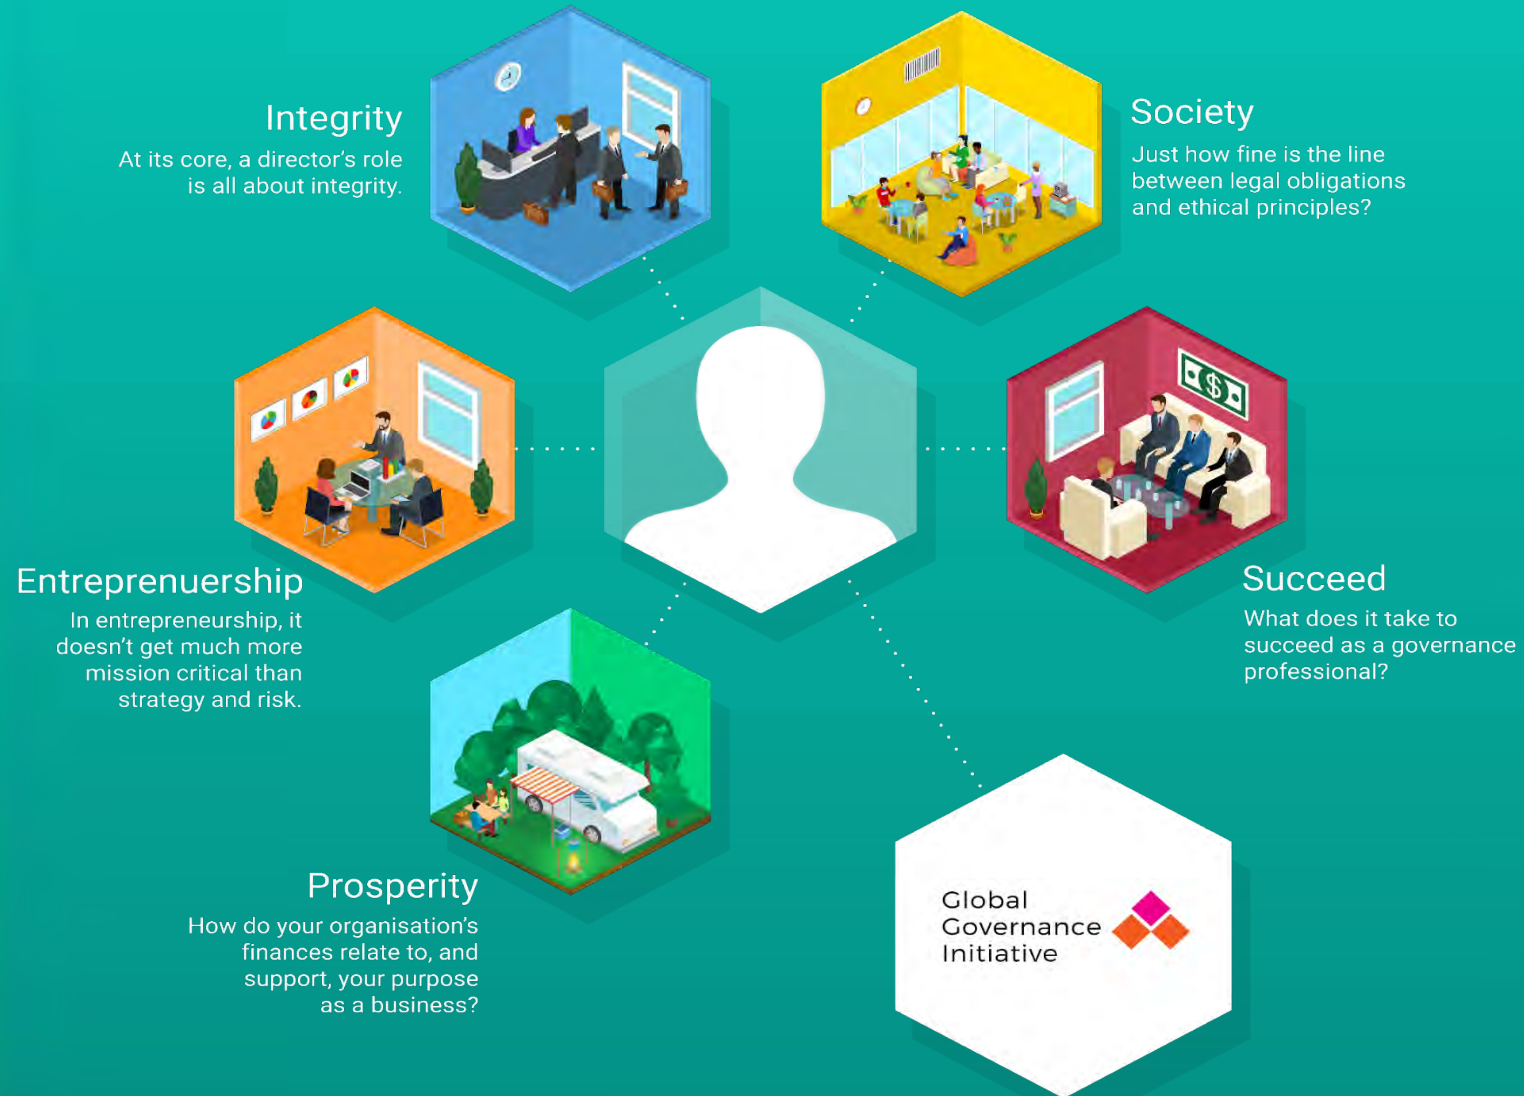 Integrity
At its core, a director's role
is all about integrity.
Society
Just how fine is the line
between legal obligations
and ethical principles?
Entreprenuership
In entrepreneurship, it
doesn't get much more
mission critical than
strategy and risk.
Succeed
What does it take to
succeed as a governance
professional?
Prosperity
How do your organisation's
finances relate to, and
support, your purpose
as a business?
Global
Governance
Initiative